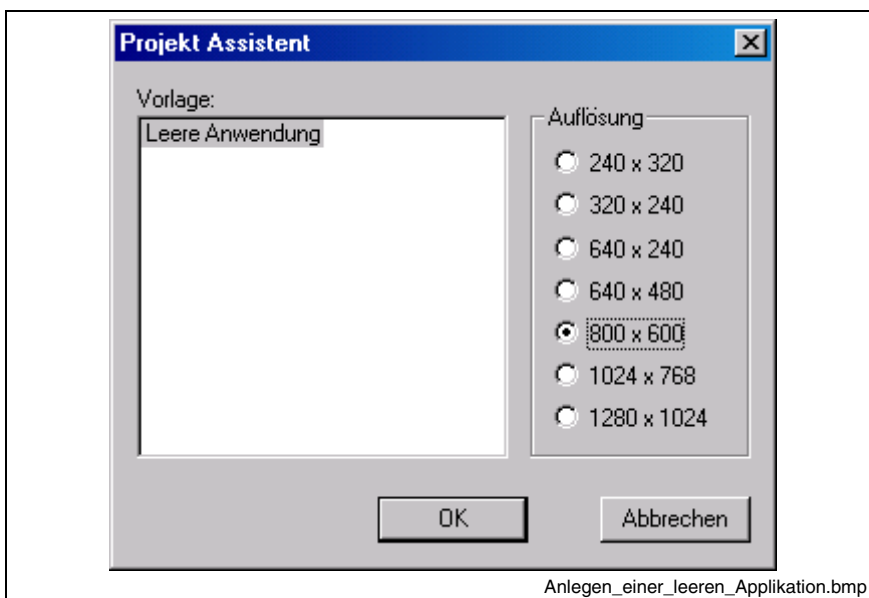 Projekt Assistent
Vorlage:
Leere Anwendung
Auflösung
240 x 320
320 x 240
640 x 240
640 x 480
800 x 600
1024 x 768
1280 x 1024
OK
Abbrechen
Anlegen_einer_leeren_Applikation.bmp